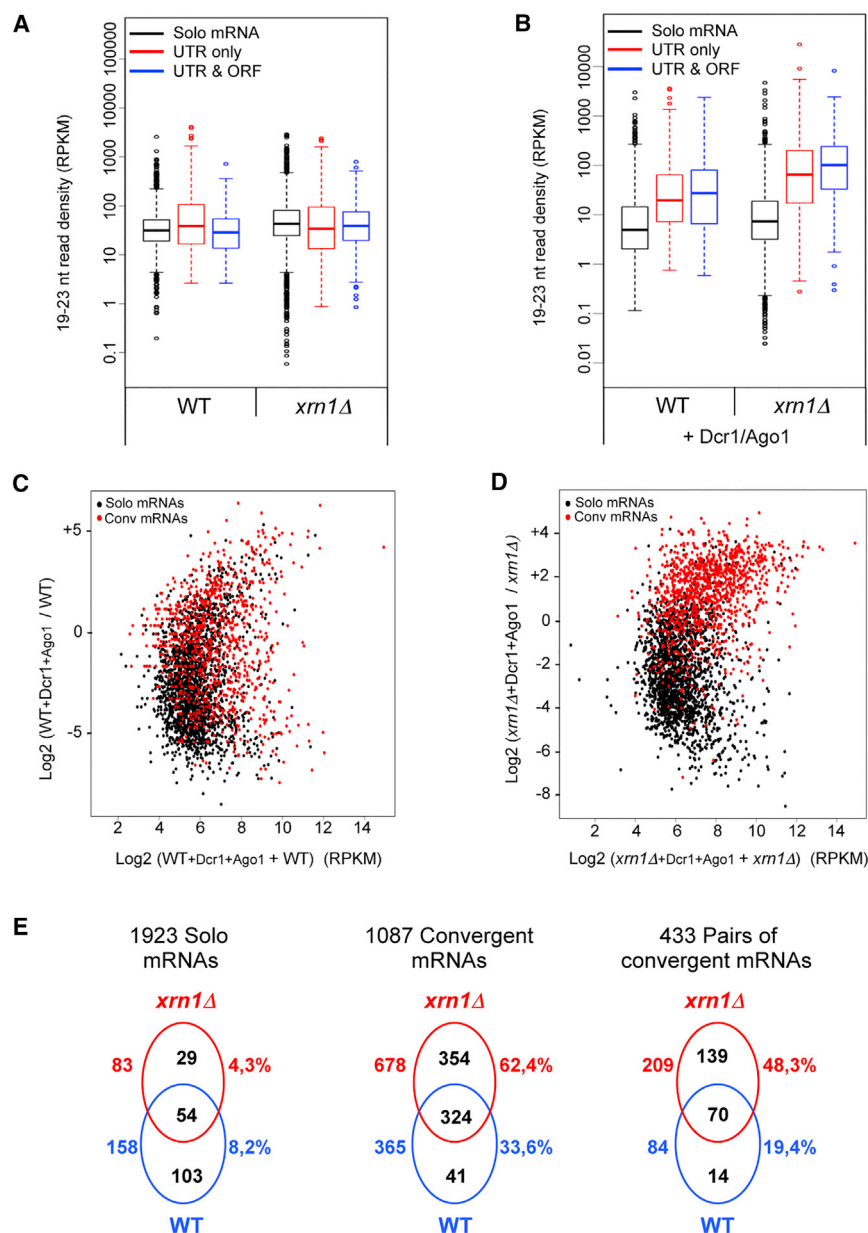 A
Solo mRNA
UTR only
UTR & ORF
19-23 nt read density (RPKM)
100000
10000
1000
100
10
1
0.1
WT
xrn1Δ
B
Solo mRNA
UTR only
UTR & ORF
19-23 nt read density (RPKM)
10000
1000
100
10
1
0.1
0.01
WT
xrn1Δ
+ Dcr1/Ago1
C
Solo mRNAs
Conv mRNAs
Log2 (WT+Dcr1+Ago1 / WT)
+5
0
-5
2 4 6 8 10 12 14
Log2 (WT+Dcr1+Ago1 + WT) (RPKM)
D
Solo mRNAs
Conv mRNAs
Log2 (xrn1Δ+Dcr1+Ago1 / xrn1Δ)
+4
+2
0
-2
-4
-6
-8
2 4 6 8 10 12 14
Log2 (xrn1Δ+Dcr1+Ago1 + xrn1Δ) (RPKM)
E
1923 Solo
mRNAs
xrn1Δ
83 29 4,3%
54
158 8,2%
103
WT
1087 Convergent
mRNAs
xrn1Δ
678 354 62,4%
324
365 33,6%
41
WT
433 Pairs of
convergent mRNAs
xrn1Δ
209 139 48,3%
70
84 19,4%
14
WT